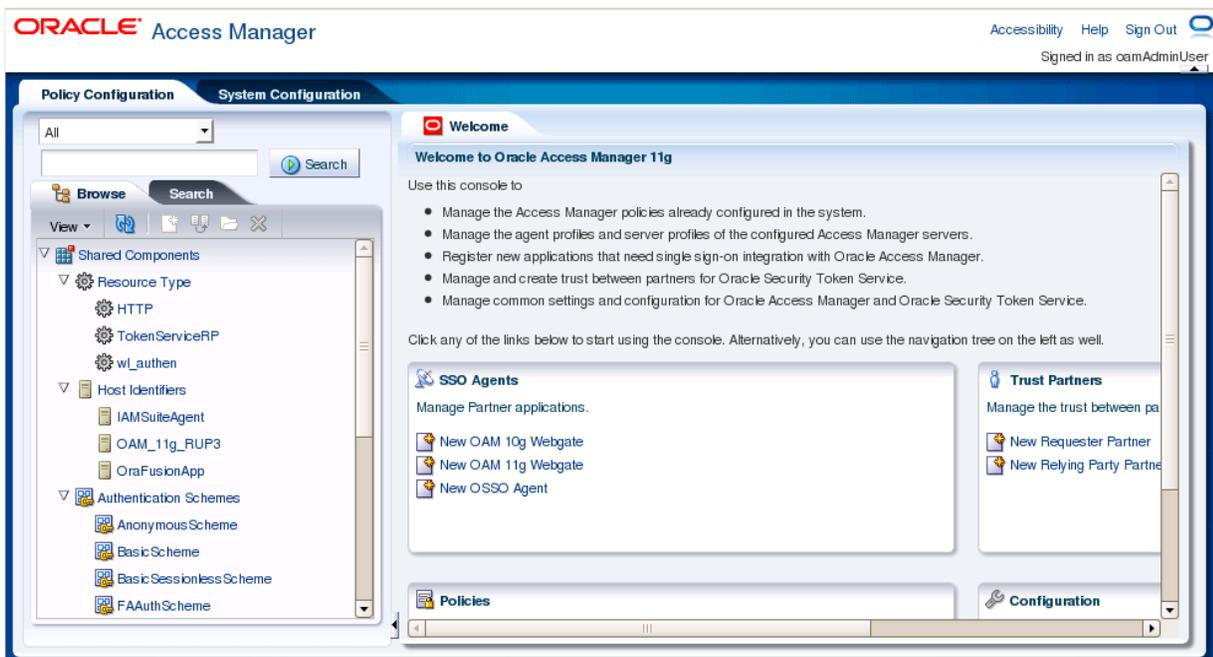 ORACLE Access Manager
Accessibility Help Sign Out
Signed in as oamAdminUser
Policy Configuration System Configuration
All
Search
Browse Search
View
Shared Components
Resource Type
HTTP
TokenServiceRP
wl_authen
Host Identifiers
IAMSuiteAgent
OAM_11g_RUP3
OraFusionApp
Authentication Schemes
AnonymousScheme
BasicScheme
BasicSessionlessScheme
FAAuthScheme
Welcome
Welcome to Oracle Access Manager 11g
Use this console to
Manage the Access Manager policies already configured in the system.
Manage the agent profiles and server profiles of the configured Access Manager servers.
Register new applications that need single sign-on integration with Oracle Access Manager.
Manage and create trust between partners for Oracle Security Token Service.
Manage common settings and configuration for Oracle Access Manager and Oracle Security Token Service.
Click any of the links below to start using the console. Alternatively, you can use the navigation tree on the left as well.
SSO Agents
Manage Partner applications.
New OAM 10g Webgate
New OAM 11g Webgate
New OSSO Agent
Trust Partners
Manage the trust between pa
New Requester Partner
New Relying Party Partne
Policies
Configuration